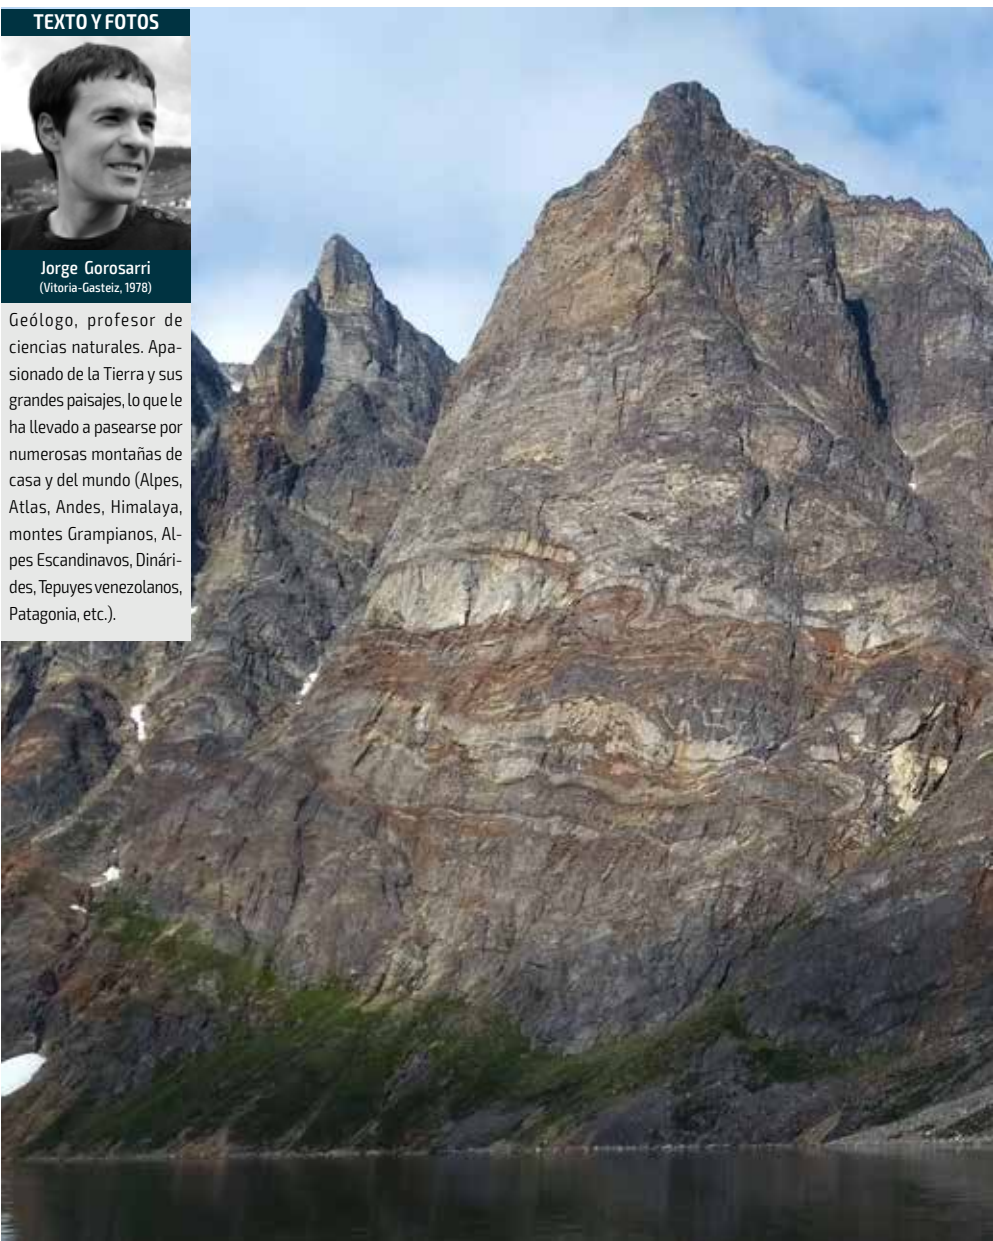 TEXTO Y FOTOS
Jorge Gorosarri
(Vitoria-Gasteiz, 1978)
Geólogo, profesor de
ciencias naturales. Apa-
sionado de la Tierra y sus
grandes paisajes, lo que le
ha llevado a pasearse por
numerosas montañas de
casa y del mundo (Alpes,
Atlas, Andes, Himalaya,
montes Grampianos, Al-
pes Escandinavos, Dinári-
des, Tepuyes venezolanos,
Patagonia, etc.).